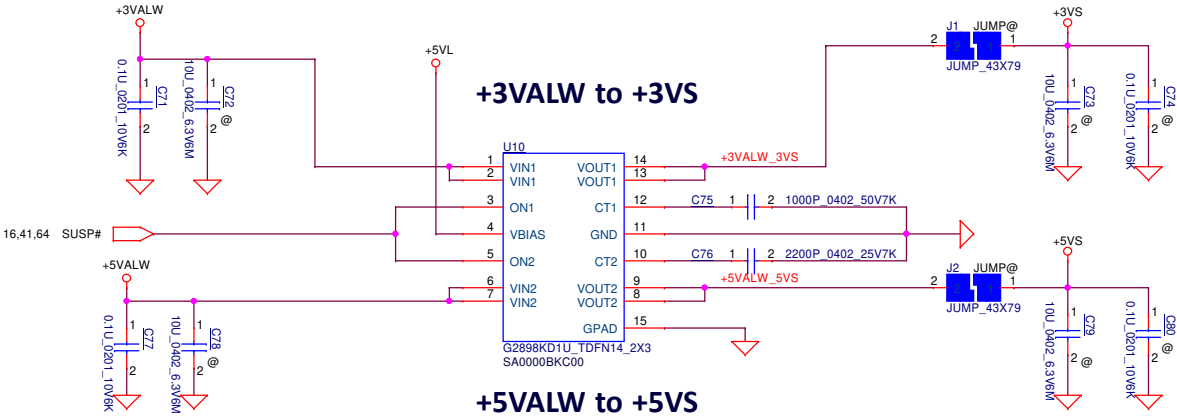 +3VALW
+5VL
+3VS
J1 JUMP@
2 2 1 1
JUMP_43X79
+3VALW to +3VS
1 C71 2
0.1U_0201_10V6K
1 C72 2 @
10U_0402_6.3V6M
1 C73 2 @
10U_0402_6.3V6M
1 C74 2 @
0.1U_0201_10V6K
U10
1 VIN1 VOUT1 14 +3VALW_3VS
2 VIN1 VOUT1 13
3 ON1 CT1 12 C75 1 2 1000P_0402_50V7K
16,41,64 SUSP#
4 VBIAS GND 11
5 ON2 CT2 10 C76 1 2 2200P_0402_25V7K
+5VALW
6 VIN2 VOUT2 9 +5VALW_5VS
7 VIN2 VOUT2 8
GPAD 15
G2898KD1U_TDFN14_2X3
SA0000BKC00
+5VS
J2 JUMP@
2 2 1 1
JUMP_43X79
1 C77 2
0.1U_0201_10V6K
1 C78 2 @
10U_0402_6.3V6M
1 C79 2 @
10U_0402_6.3V6M
1 C80 2 @
0.1U_0201_10V6K
+5VALW to +5VS